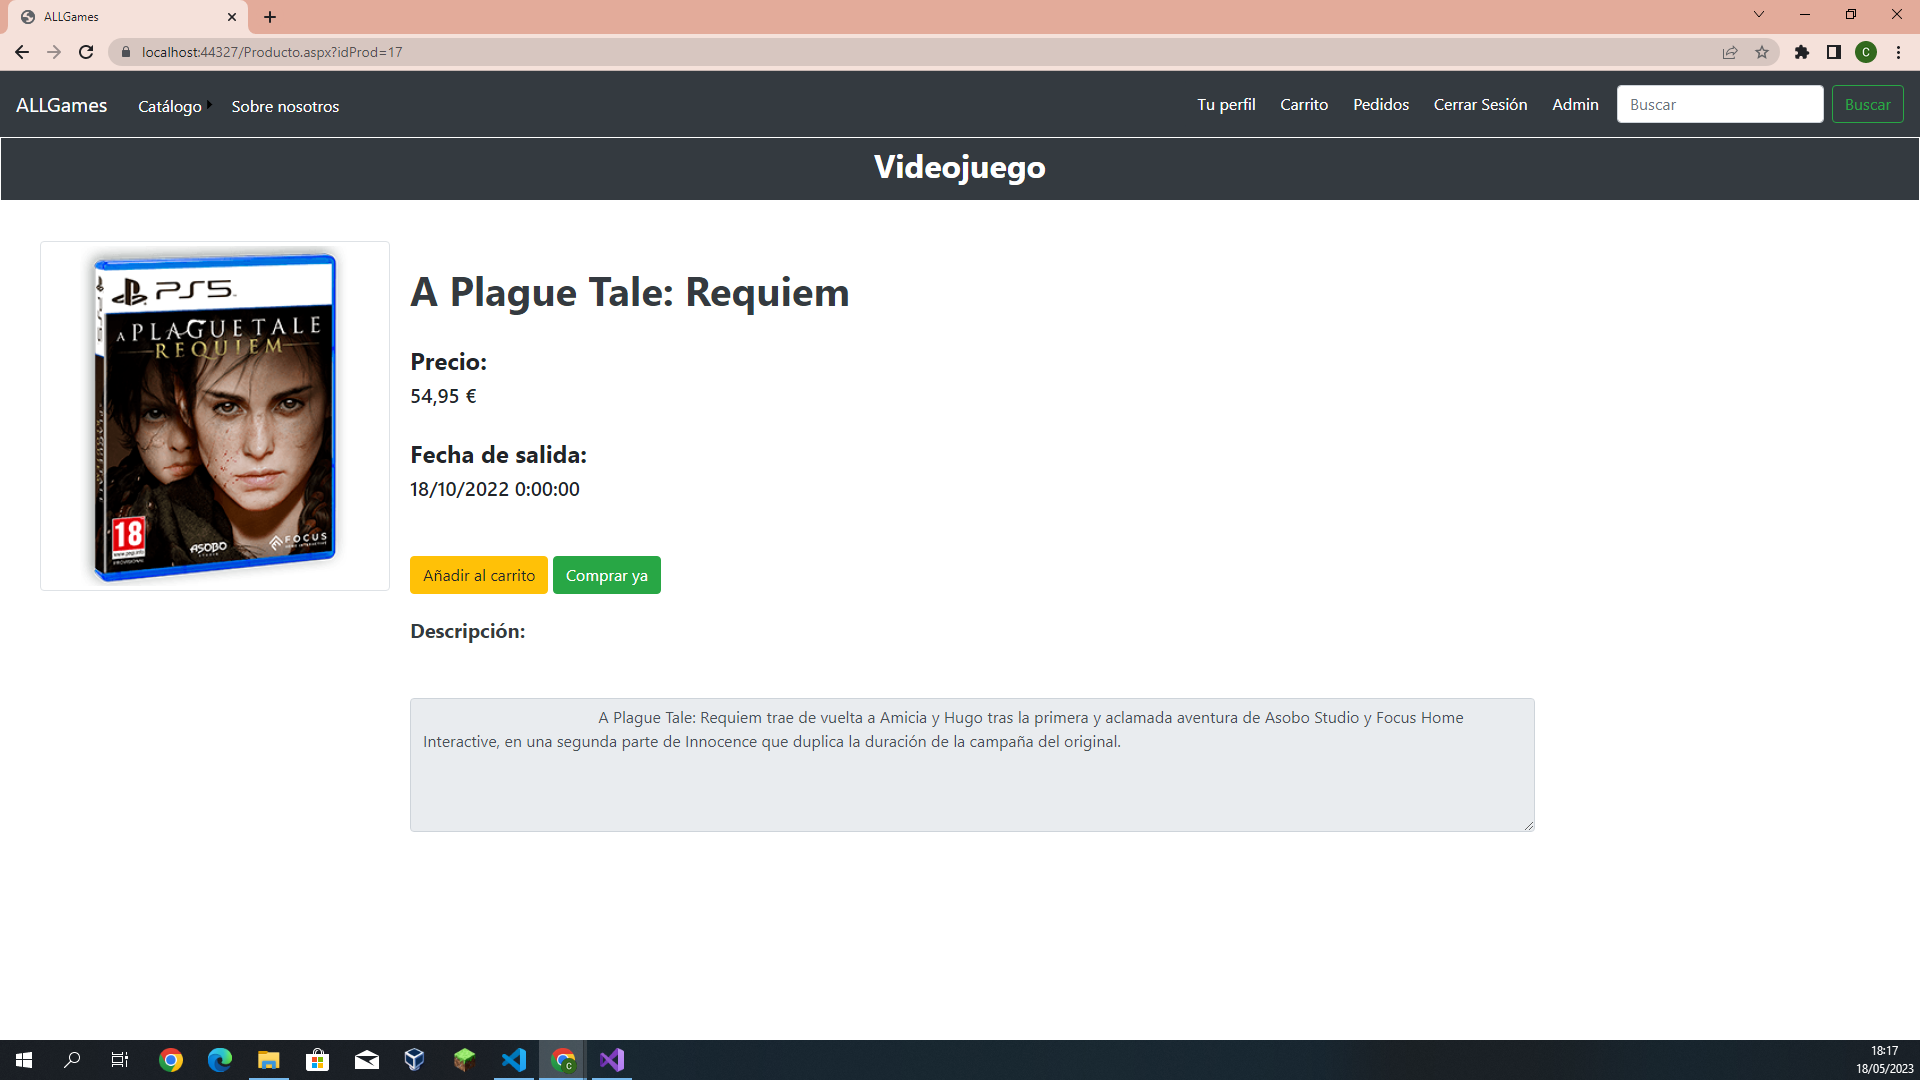 ALLGames
localhost:44327/Producto.aspx?idProd=17
C
ALLGames Catálogo Sobre nosotros Tu perfil Carrito Pedidos Cerrar Sesión Admin Buscar Buscar
Videojuego
PS5
A PLAGUE TALE
REQUIEM
18
ASOBO
FOCUS
A Plague Tale: Requiem
Precio:
54,95 €
Fecha de salida:
18/10/2022 0:00:00
Añadir al carrito Comprar ya
Descripción:
A Plague Tale: Requiem trae de vuelta a Amicia y Hugo tras la primera y aclamada aventura de Asobo Studio y Focus Home
Interactive, en una segunda parte de Innocence que duplica la duración de la campaña del original.
C
18:17
18/05/2023